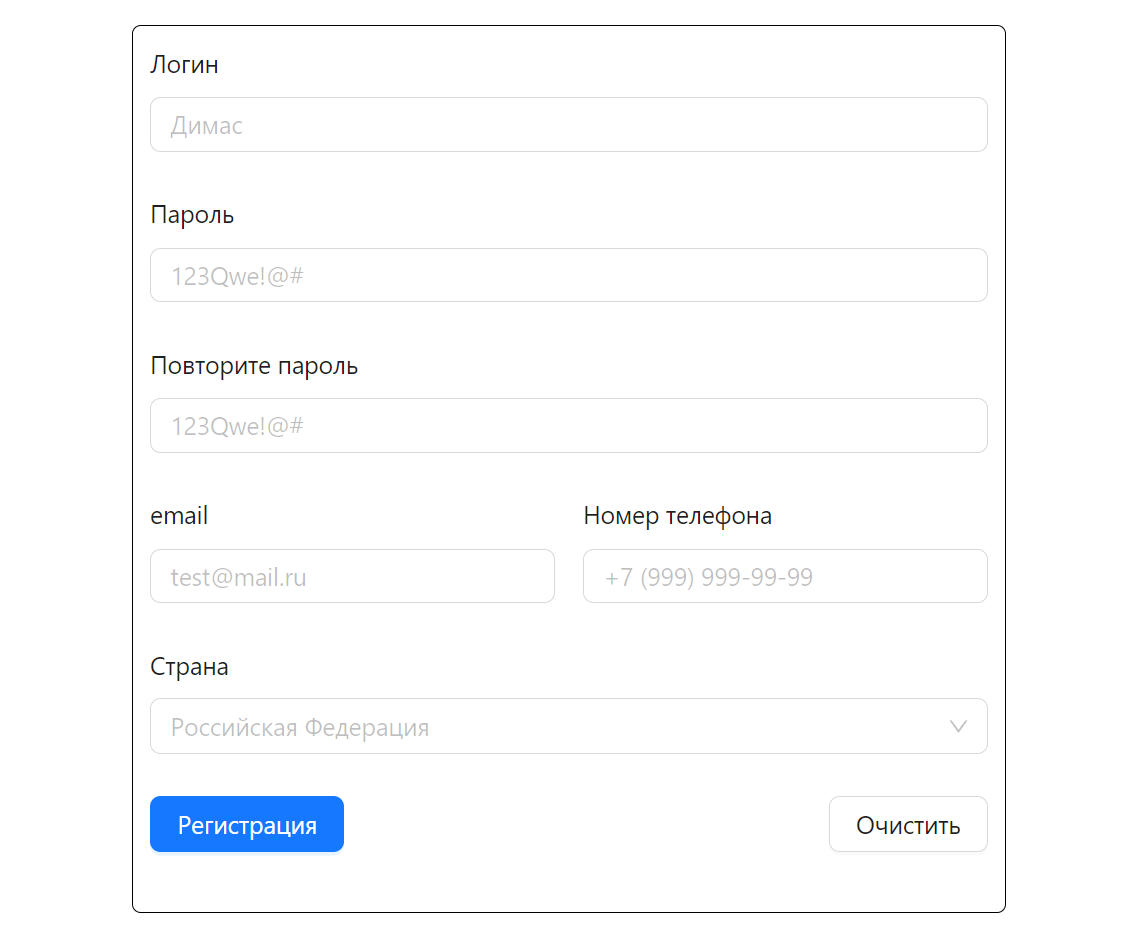 Логин
Димас
Пароль
123Qwe!@#
Повторите пароль
123Qwe!@#
email
Номер телефона
test@mail.ru
+7 (999) 999-99-99
Страна
Российская Федерация
Регистрация
Очистить